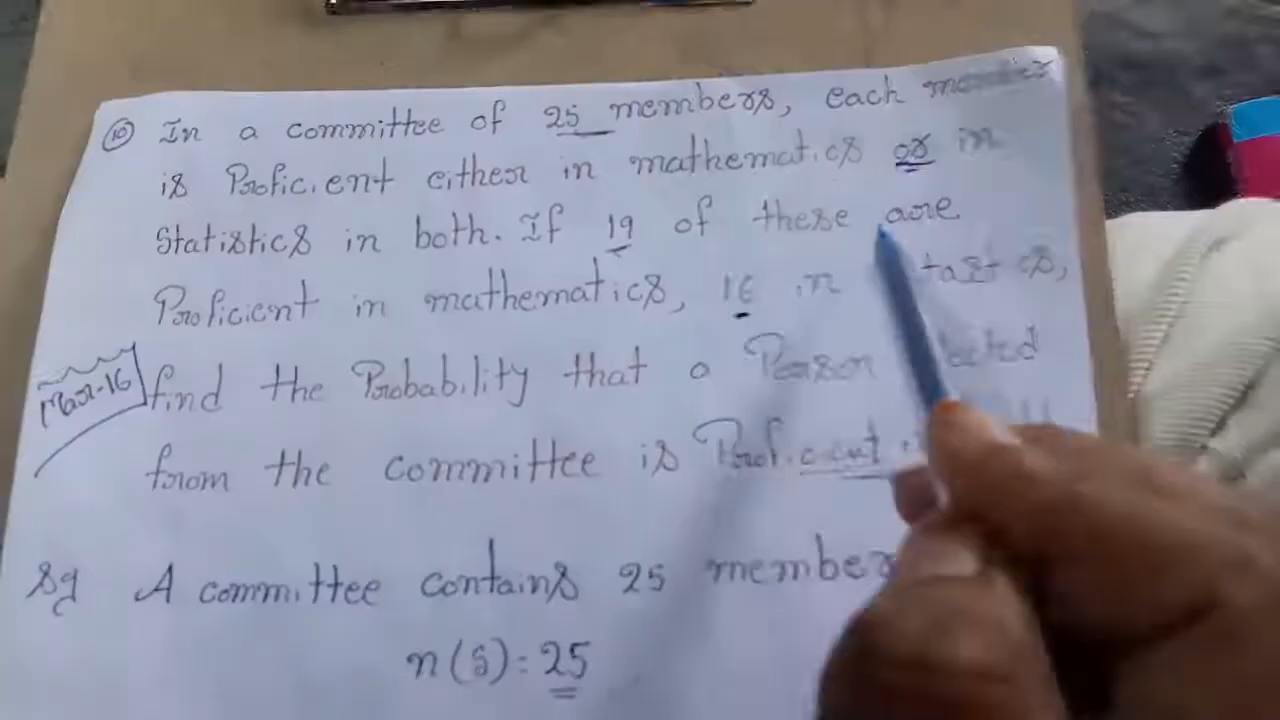 10 In a committee of 25 members, each member
is Proficient either in mathematics or in
Statistics in both. If 19 of these are
Proficient in mathematics, 16 in
Mar-16
find the Probability that a Person
from the committee is Proficient
Sol A committee contains 25 members
n(S): 25